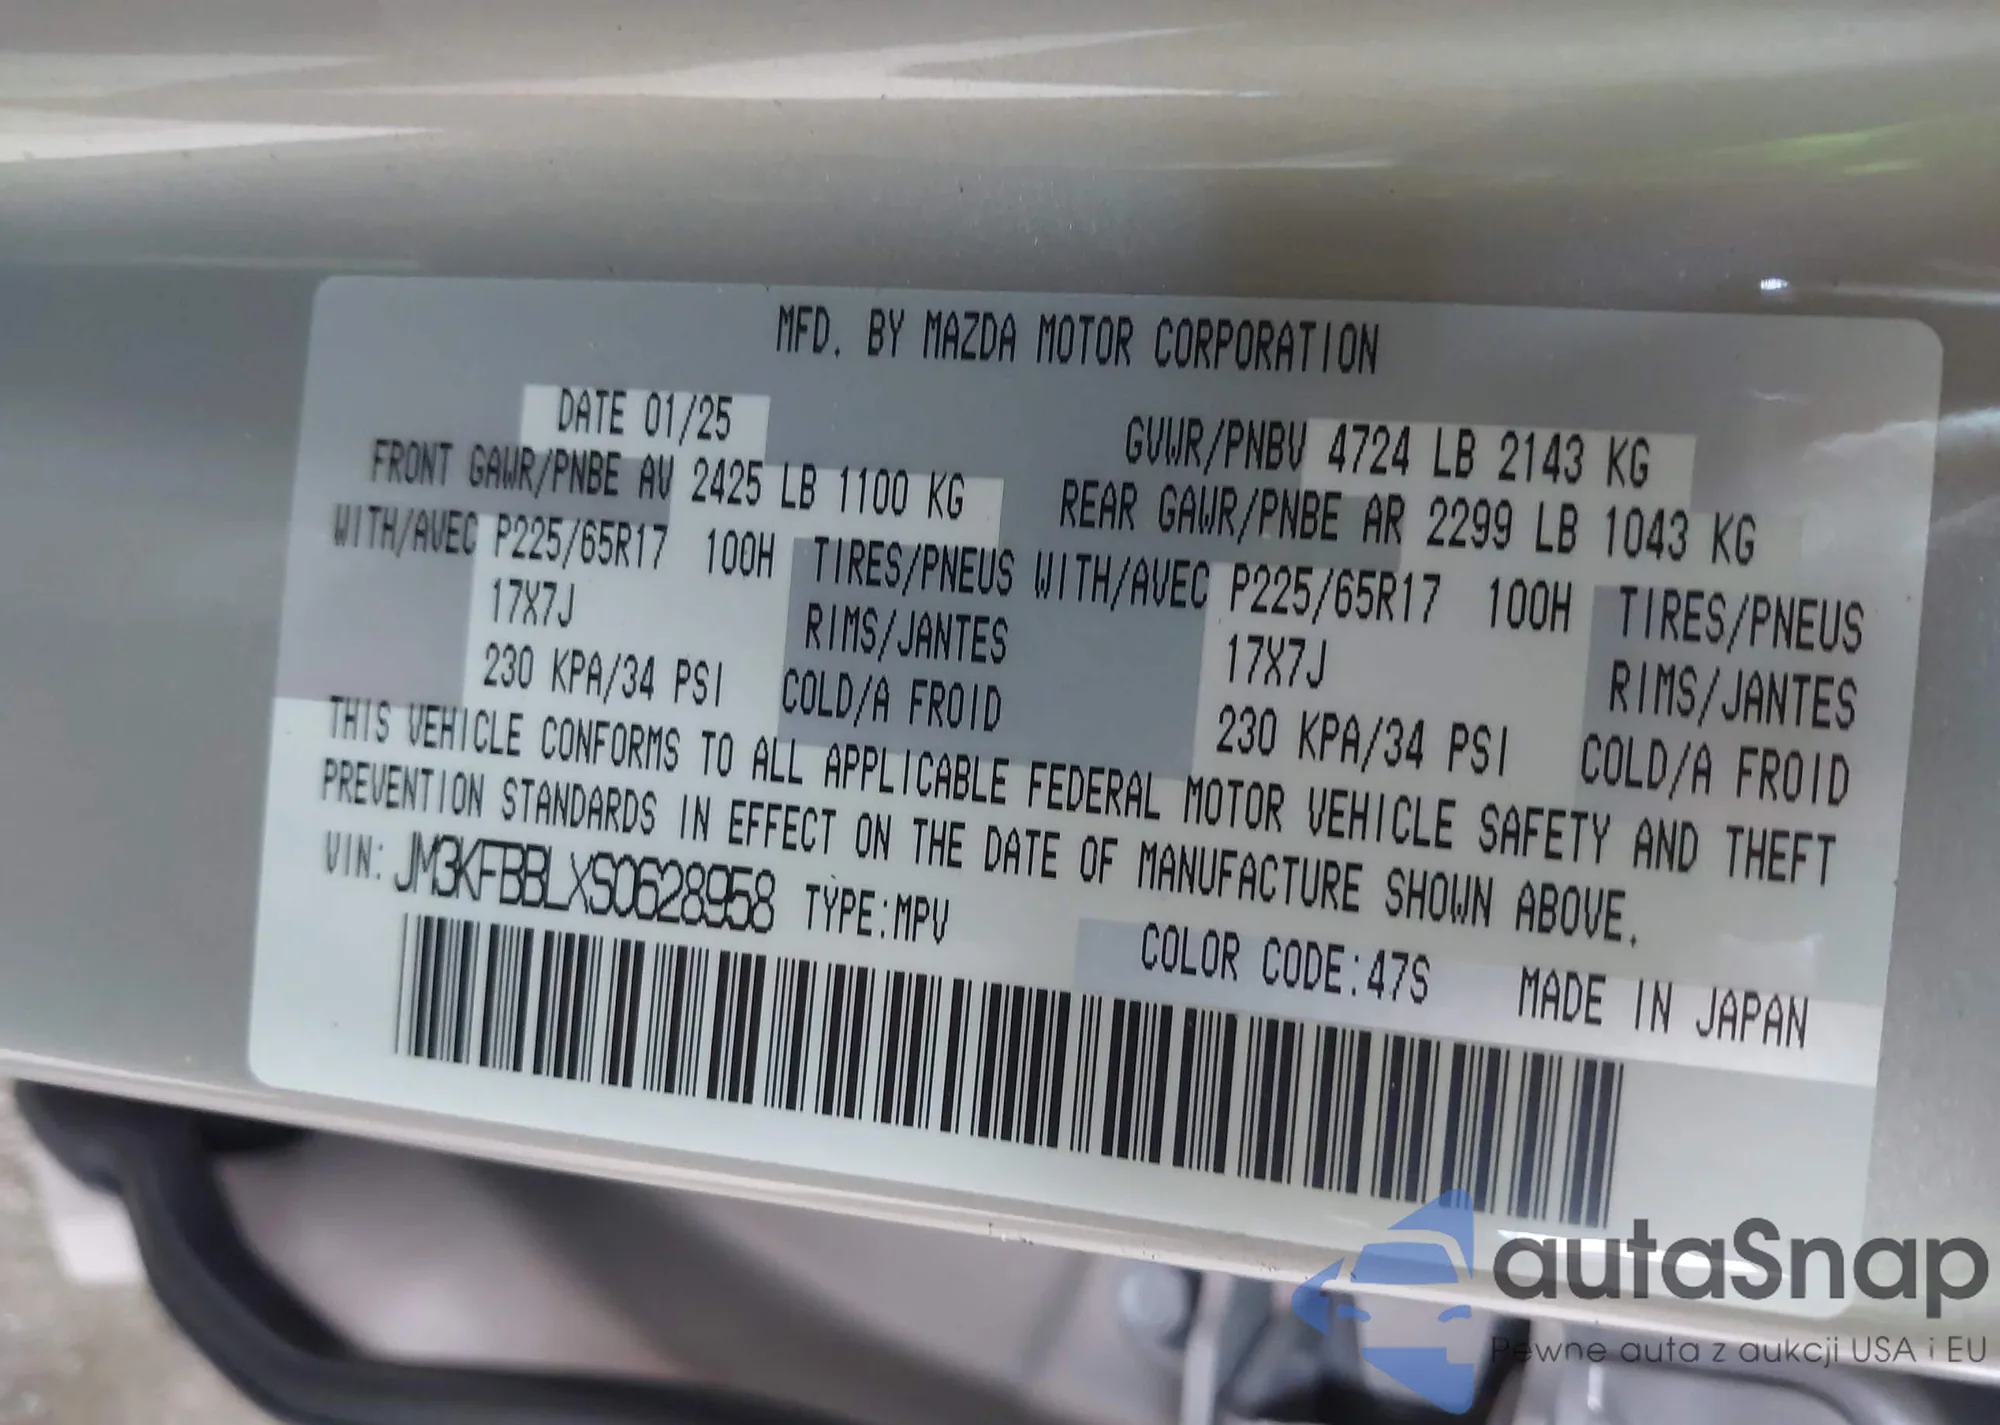 MFD. BY MAZDA MOTOR CORPORATION
DATE 01/25 GVWR/PNBV 4724 LB 2143 KG
FRONT GAWR/PNBE AV 2425 LB 1100 KG REAR GAWR/PNBE AR 2299 LB 1043 KG
WITH/AVEC P225/65R17 100H TIRES/PNEUS WITH/AVEC P225/65R17 100H TIRES/PNEUS
17X7J RIMS/JANTES 17X7J RIMS/JANTES
230 KPA/34 PSI COLD/A FROID 230 KPA/34 PSI COLD/A FROID
THIS VEHICLE CONFORMS TO ALL APPLICABLE FEDERAL MOTOR VEHICLE SAFETY AND THEFT
PREVENTION STANDARDS IN EFFECT ON THE DATE OF MANUFACTURE SHOWN ABOVE.
VIN: JM3KFBBLXS0628958 TYPE:MPV
COLOR CODE:47S MADE IN JAPAN
autaSnap
Pewne auta z aukcji USA i EU